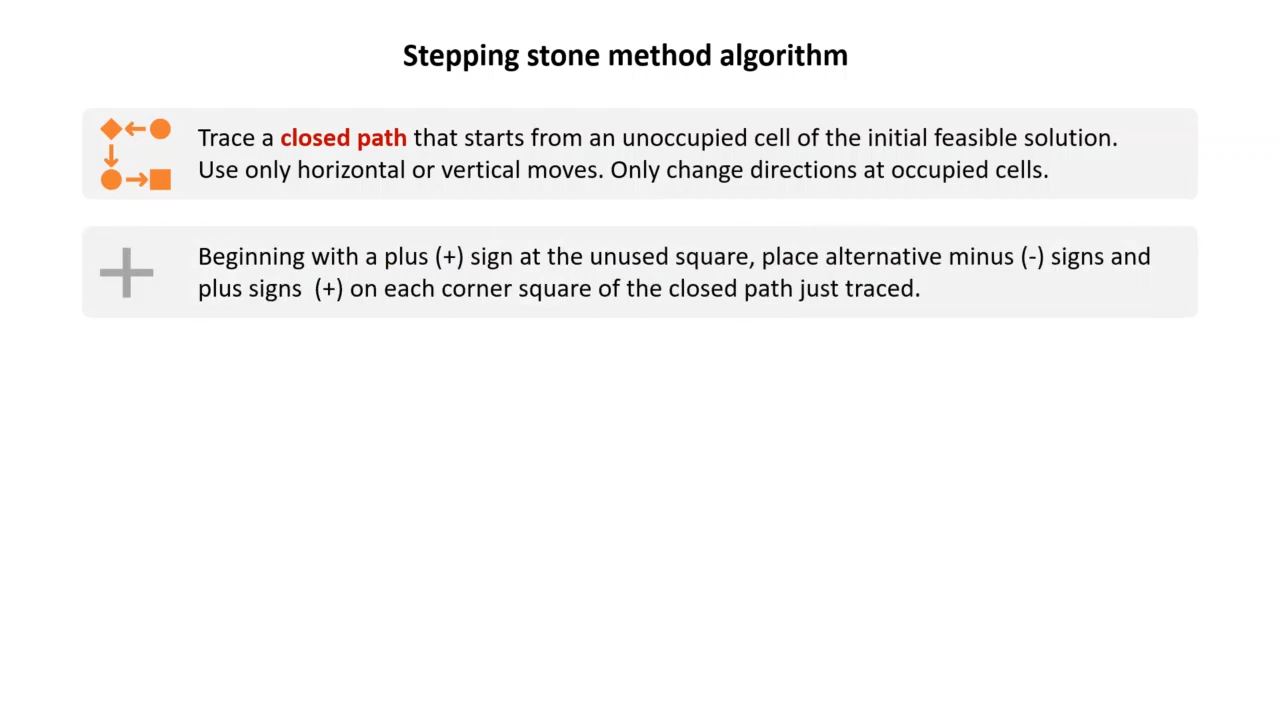 Stepping stone method algorithm
Trace a closed path that starts from an unoccupied cell of the initial feasible solution.
Use only horizontal or vertical moves. Only change directions at occupied cells.
Beginning with a plus (+) sign at the unused square, place alternative minus (-) signs and
plus signs  (+) on each corner square of the closed path just traced.